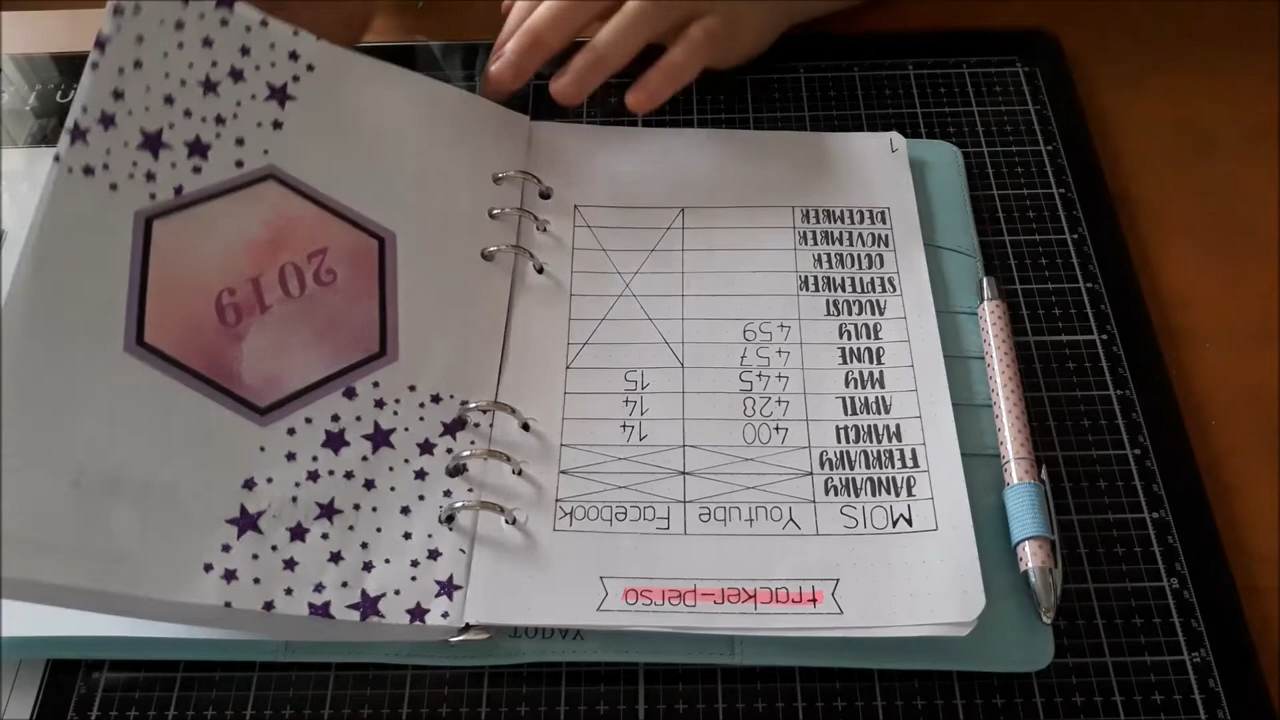 2019
tracker-perso
MOIS Youtube Facebook
JANUARY
FEBRUARY
MARCH 400 14
APRIL 428 14
MAY 445 15
JUNE 457
JULY 459
AUGUST
SEPTEMBER
OCTOBER
NOVEMBER
DECEMBER
1
TODAY